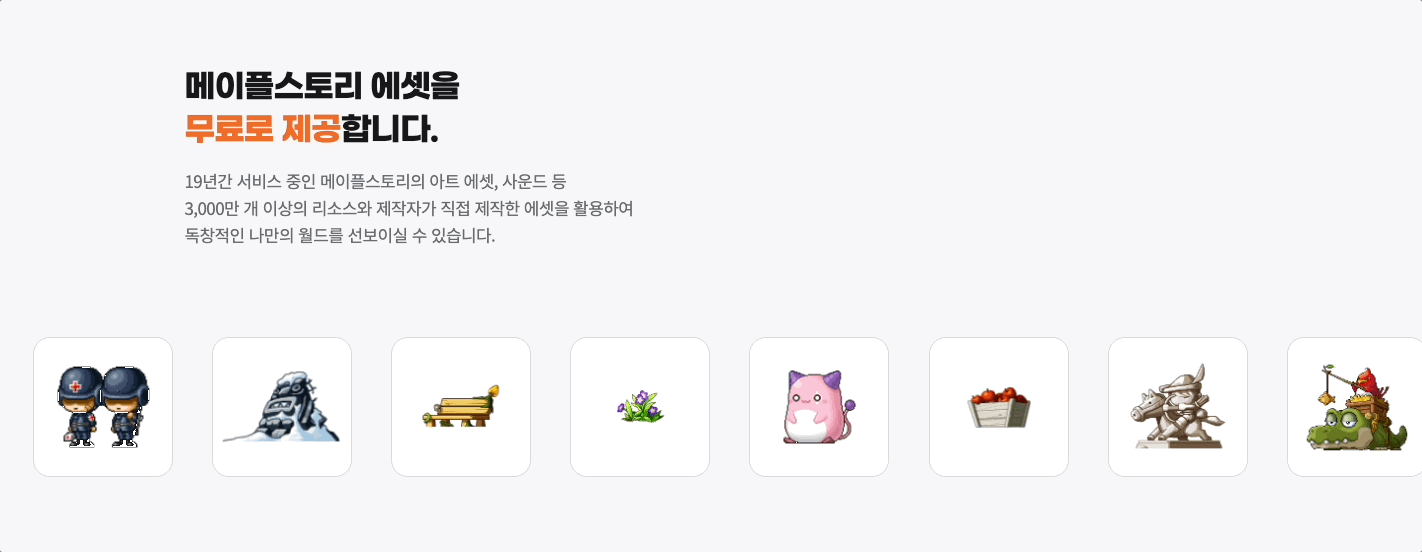 메이플스토리 에셋을
무료로 제공합니다.
19년간 서비스 중인 메이플스토리의 아트 에셋, 사운드 등
3,000만 개 이상의 리소스와 제작자가 직접 제작한 에셋을 활용하여
독창적인 나만의 월드를 선보이실 수 있습니다.